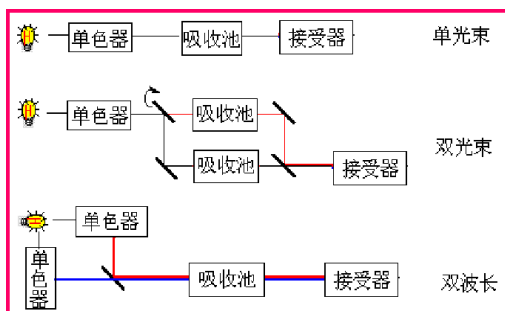 单色器 吸收池 接受器 单光束
单色器 吸收池
吸收池 接受器 双光束
单色器
单色器 吸收池 接受器 双波长